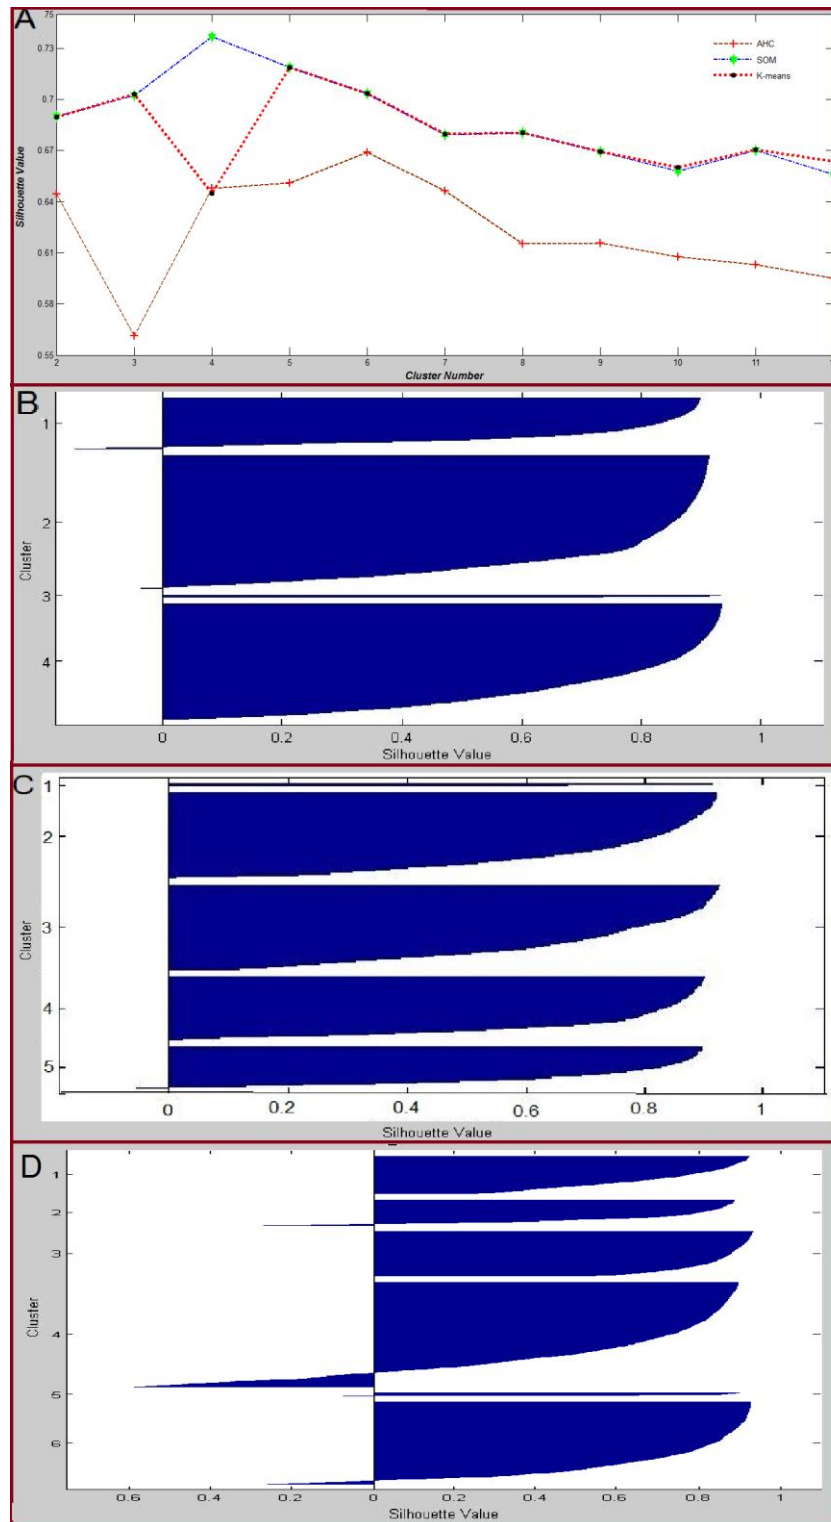 A
.75
0.73
0.7
0.67
0.64
0.61
0.58
0.55
Silhouette Value
AHC
SOM
K-means
2 3 4 5 6 7 8 9 10 11
Cluster Number
B
1
2
3
4
Cluster
0 0.2 0.4 0.6 0.8 1
Silhouette Value
C
1
2
3
4
5
Cluster
0 0.2 0.4 0.6 0.8 1
Silhouette Value
D
1
2
3
4
5
6
Cluster
0.6 0.4 0.2 0 0.2 0.4 0.6 0.8 1
Silhouette Value